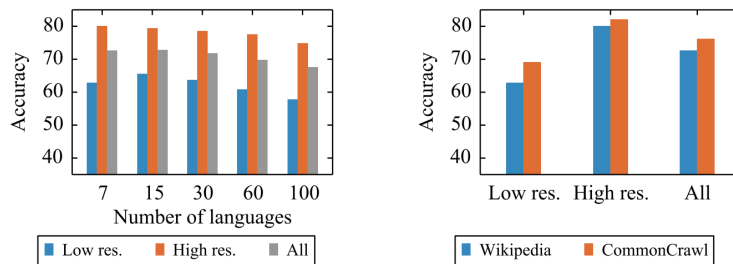 Accuracy
80
70
60
50
40
7 15 30 60 100
Number of languages
Low res. High res. All
Accuracy
80
70
60
50
40
Low res. High res. All
Wikipedia CommonCrawl